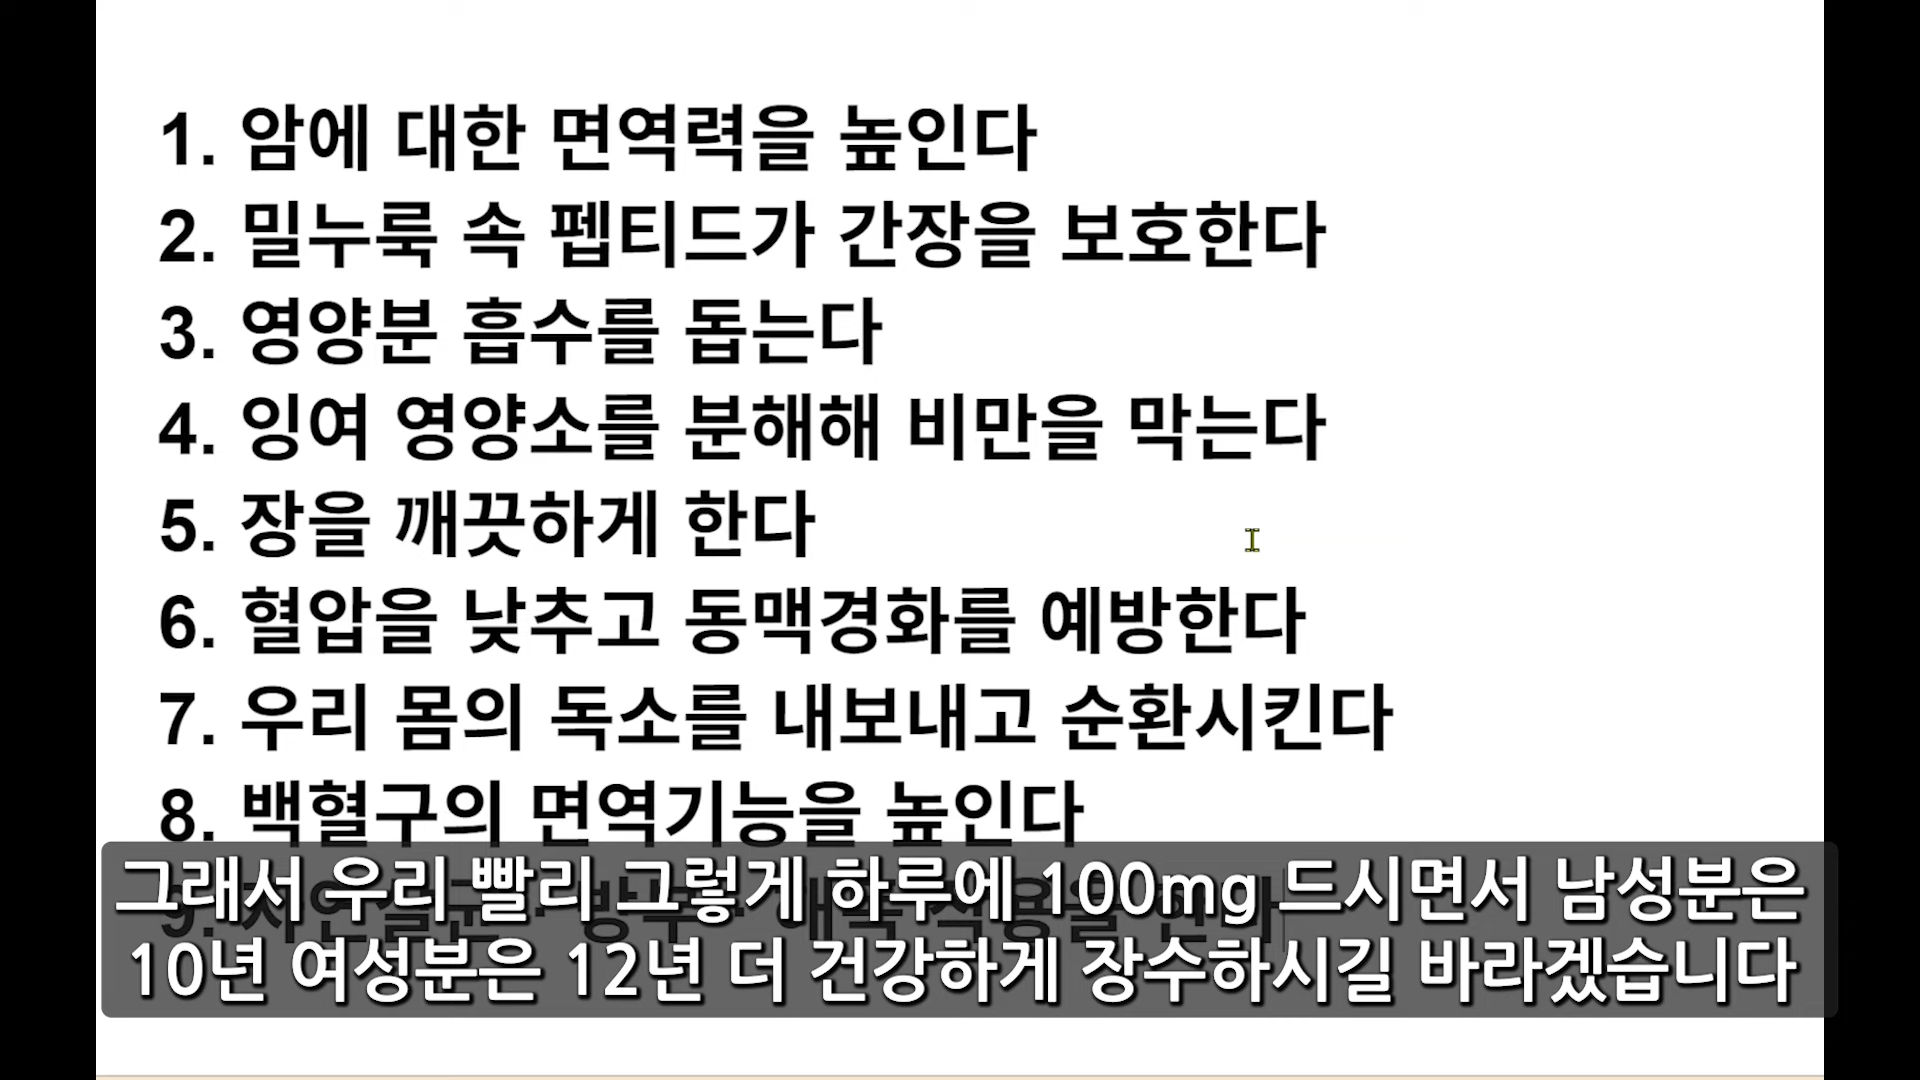 1. 암에 대한 면역력을 높인다
2. 밀누룩 속 펩티드가 간장을 보호한다
3. 영양분 흡수를 돕는다
4. 잉여 영양소를 분해해 비만을 막는다
5. 장을 깨끗하게 한다
6. 혈압을 낮추고 동맥경화를 예방한다
7. 우리 몸의 독소를 내보내고 순환시킨다
8. 백혈구의 면역기능을 높인다
그래서 우리 빨리 그렇게 하루에 100mg 드시면서 남성분은
10년 여성분은 12년 더 건강하게 장수하시길 바라겠습니다